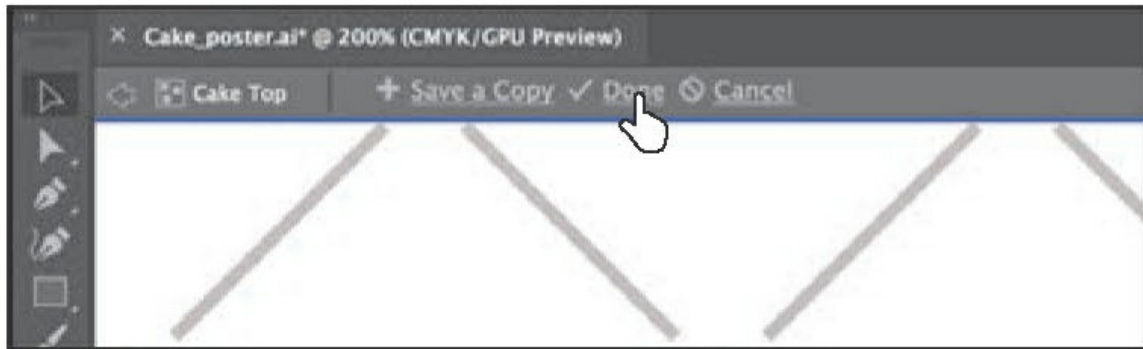 × Cake_poster.ai* @ 200% (CMYK/GPU Preview)
Cake Top + Save a Copy ✓ Done Cancel